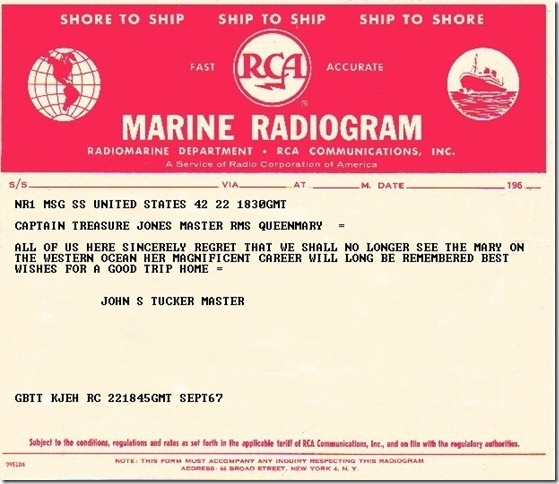 SHORE TO SHIP SHIP TO SHIP SHIP TO SHORE
FAST RCA ® ACCURATE
MARINE RADIOGRAM
RADIOMARINE DEPARTMENT • RCA COMMUNICATIONS, INC.
A Service of Radio Corporation of America
S/S VIA AT M. DATE 196
NR1 MSG SS UNITED STATES 42 22 1830GMT
CAPTAIN TREASURE JONES MASTER RMS QUEENMARY =
ALL OF US HERE SINCERELY REGRET THAT WE SHALL NO LONGER SEE THE MARY ON
THE WESTERN OCEAN HER MAGNIFICENT CAREER WILL LONG BE REMEMBERED BEST
WISHES FOR A GOOD TRIP HOME =
JOHN S TUCKER MASTER
GBTT KJEH RC 221845GMT SEPT67
Subject to the conditions, regulations and rates as set forth in the applicable tariff of RCA Communications, Inc., and on file with the regulatory authorities.
NOTE: THIS FORM MUST ACCOMPANY ANY INQUIRY RESPECTING THIS RADIOGRAM
ADDRESS: 66 BROAD STREET, NEW YORK 4, N. Y.